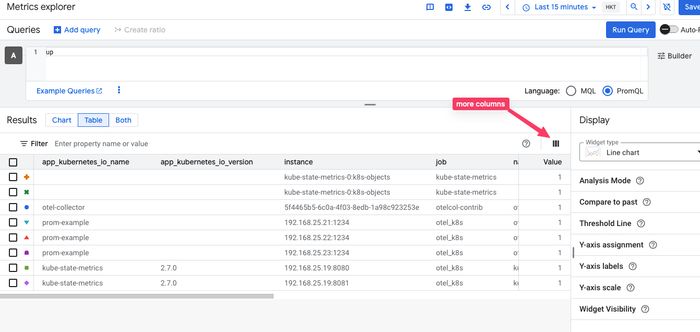 Metrics explorer
Last 15 minutes
HKT
Save
Queries
Add query
Create ratio
Run Query
Auto-R
A
1
up
Builder
Example Queries
Language:
MQL
PromQL
more columns
Results
Chart
Table
Both
Display
Filter
Enter property name or value
Widget type
Line chart
app_kubernetes_io_name app_kubernetes_io_version instance job Value
kube-state-metrics-0:k8s-objects kube-state-metrics 1
kube-state-metrics-0:k8s-objects kube-state-metrics 1
otel-collector 5f4465b5-6c0a-4f03-8edb-1a98c923253e otelcol-contrib 1
prom-example 192.168.25.21:1234 otel_k8s 1
prom-example 192.168.25.22:1234 otel_k8s 1
prom-example 192.168.25.23:1234 otel_k8s 1
kube-state-metrics 2.7.0 192.168.25.19:8080 otel_k8s 1
kube-state-metrics 2.7.0 192.168.25.19:8081 otel_k8s 1
Analysis Mode
Compare to past
Threshold Line
Y-axis assignment
Y-axis labels
Y-axis scale
Widget Visibility